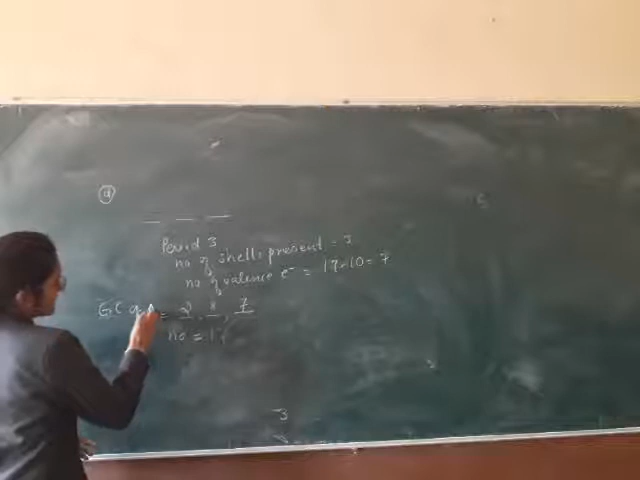 (a)
_ _ _
Period 3
no of shells present = 3
no of valence e⁻ = 17-10 = 7
E.C of A = 2, 8, 7
no = 17
3